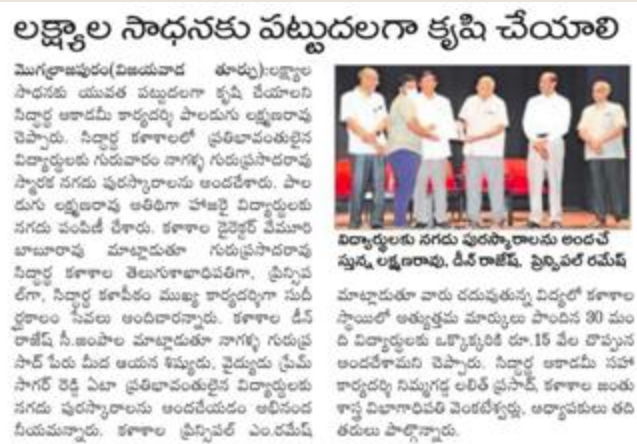 లక్ష్యాల సాధనకు పట్టుదలగా కృషి చేయాలి
మొగల్రాజపురం(విజయవాడ తూర్పు):లక్ష్యాల
సాధనకు యువత పట్టుదలగా కృషి చేయాలని
సిద్ధార్థ అకాడమీ కార్యదర్శి పాలడుగు లక్ష్మణరావు
చెప్పారు. సిద్ధార్థ కళాశాలలో ప్రతిభావంతులైన
విద్యార్థులకు గురువారం నాగళ్ళ గురుప్రసాదరావు
స్మారక నగదు పురస్కారాలను అందచేశారు. పాల
డుగు లక్ష్మణరావు అతిథిగా హాజరై విద్యార్థులకు
నగదు పంపిణీ చేశారు. కళాశాల డైరెక్టర్ వేమూరి
బాబూరావు మాట్లాడుతూ గురుప్రసాదరావు
సిద్ధార్థ కళాశాల తెలుగుశాఖాధిపతిగా, ప్రిన్సిప
ల్‌గా, సిద్ధార్థ కళాపీఠం ముఖ్య కార్యదర్శిగా సుదీ
ర్ఘకాలం సేవలు అందిచారన్నారు. కళాశాల డీన్
రాజేష్ సి.జంపాల మాట్లాడుతూ నాగళ్ళ గురుప్ర
సాద్ పేరు మీద ఆయన శిష్యుడు, వైద్యుడు ప్రేమ్
సాగర్ రెడ్డి ఏటా ప్రతిభావంతులైన విద్యార్థులకు
నగదు పురస్కారాలను అందచేయడం అభినంద
నీయమన్నారు. కళాశాల ప్రిన్సిపల్ ఎం.రమేష్
విద్యార్థులకు నగదు పురస్కారాలను అందచే
స్తున్న లక్ష్మణరావు, డీన్ రాజేష్, ప్రిన్సిపల్ రమేష్
మాట్లాడుతూ వారు చదువుతున్న విద్యలో కళాశాల
స్థాయిలో అత్యుత్తమ మార్కులు పొందిన 30 మం
ది విద్యార్థులకు ఒక్కొక్కరికి రూ.15 వేల చొప్పున
అందచేశామని చెప్పారు. సిద్ధార్థ అకాడమీ సహా
కార్యదర్శి నిమ్మగడ్డ లలిత్ ప్రసాద్, కళాశాల జంతు
శాస్త్ర విభాగాధిపతి వెంకటేశ్వర్లు, అధ్యాపకులు తది
తరులు పాల్గొన్నారు.